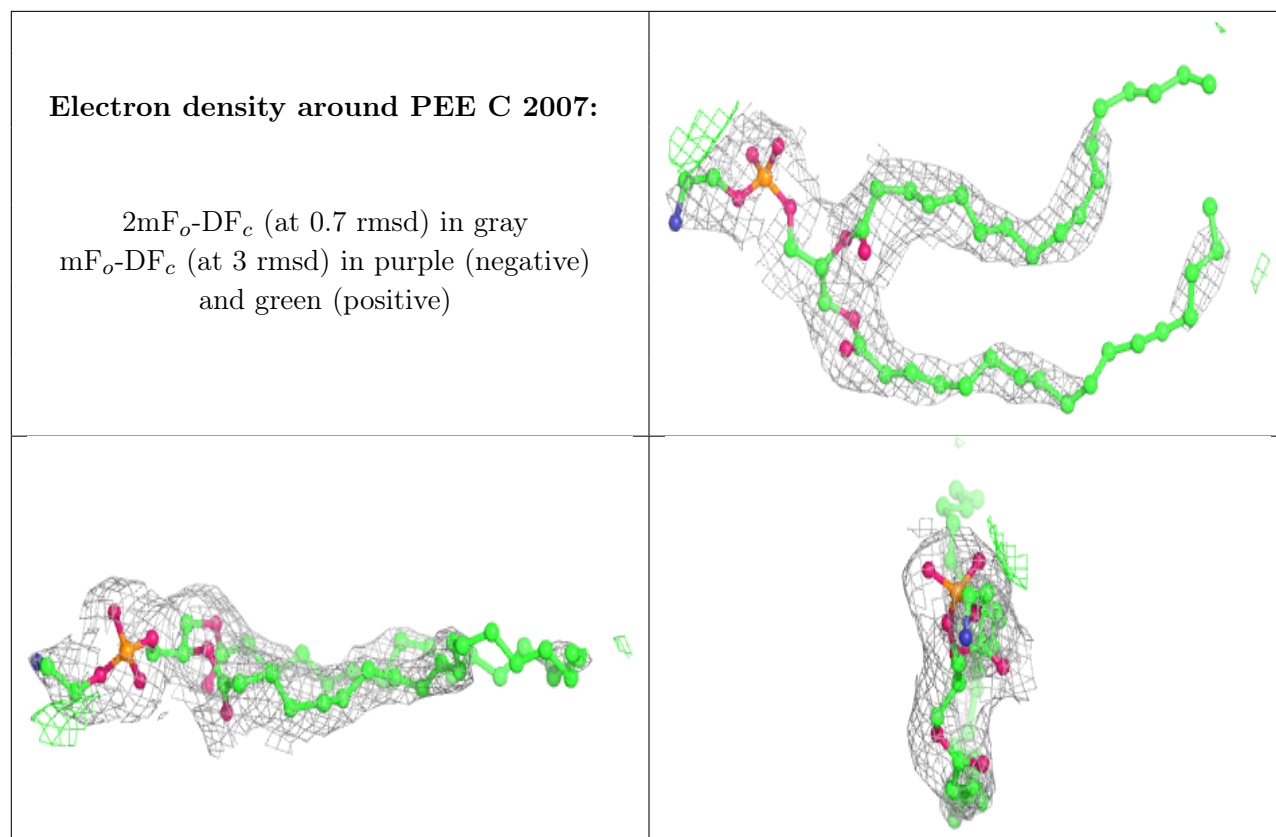 Electron density around PEE C 2007:
2mFo-DFc (at 0.7 rmsd) in gray
mFo-DFc (at 3 rmsd) in purple (negative)
and green (positive)